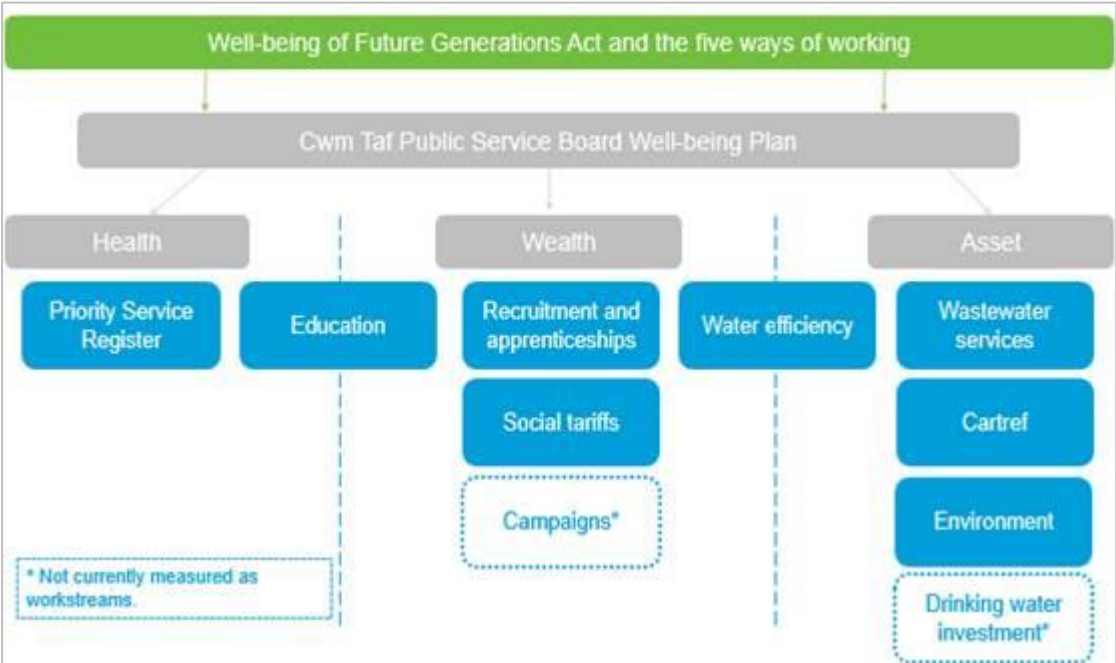 Well-being of Future Generations Act and the five ways of working
Cwm Taf Public Service Board Well-being Plan
Health
Wealth
Asset
Priority Service
Register
Education
Recruitment and
apprenticeships
Water efficiency
Wastewater
services
Social tariffs
Cartref
Campaigns*
Environment
* Not currently measured as
workstreams.
Drinking water
investment*